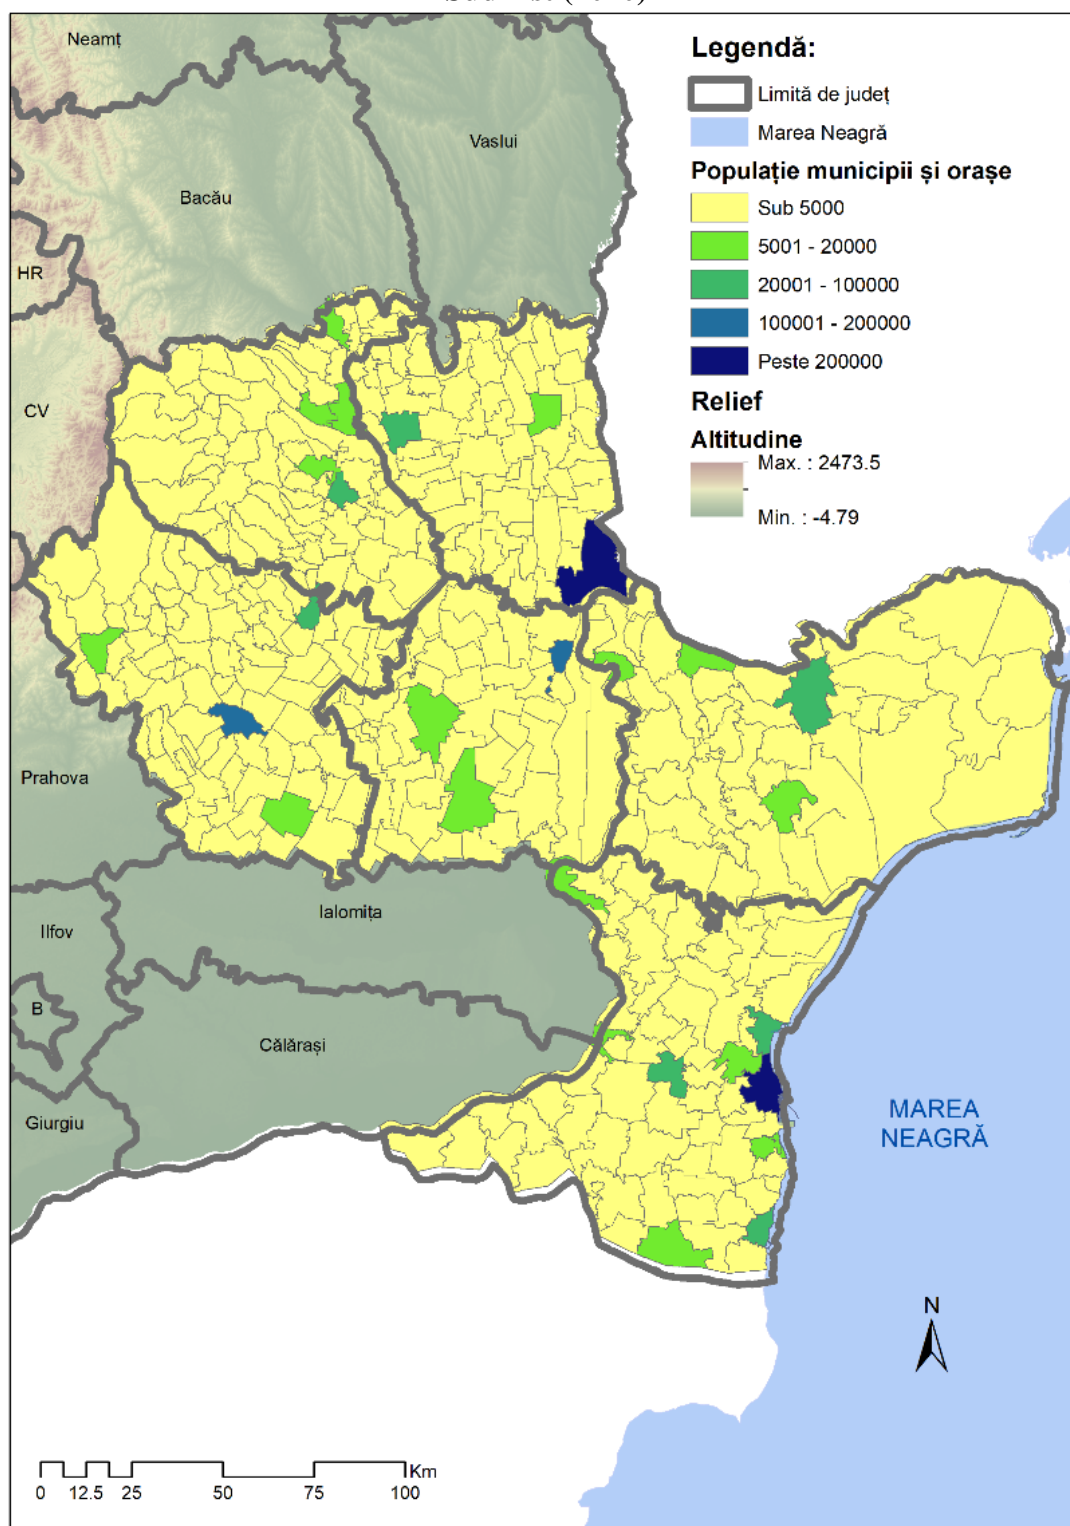 Neamț
Vaslui
Bacău
HR
CV
Prahova
Ialomița
Ilfov
B
Călărași
Giurgiu
MAREA
NEAGRĂ
N
Legendă:
Limită de județ
Marea Neagră
Populație municipii și orașe
Sub 5000
5001 - 20000
20001 - 100000
100001 - 200000
Peste 200000
Relief
Altitudine
Max. : 2473.5
Min. : -4.79
Km
0 12.5 25 50 75 100